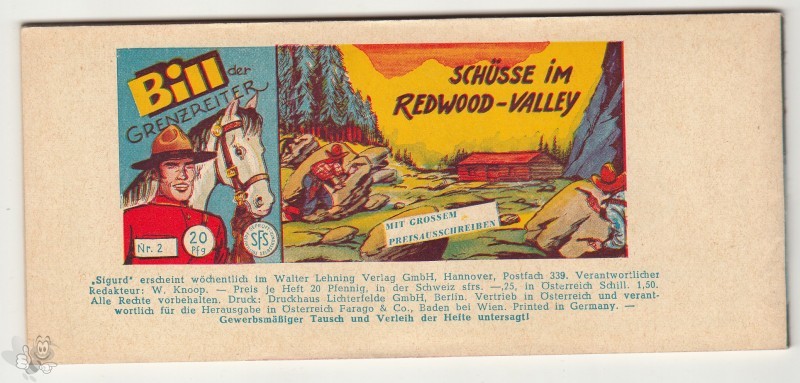 Bill der
GRENZREITER
SCHÜSSE IM
REDWOOD-VALLEY
Nr. 2
20
Pfg
SFS
MIT GROSSEM
PREISAUSSCHREIBEN
„Sigurd" erscheint wöchentlich im Walter Lehning Verlag GmbH, Hannover, Postfach 339. Verantwortlicher
Redakteur: W. Knoop. — Preis je Heft 20 Pfennig, in der Schweiz sfrs. —,25, in Österreich Schill. 1,50.
Alle Rechte vorbehalten. Druck: Druckhaus Lichterfelde GmbH, Berlin. Vertrieb in Österreich und verant-
wortlich für die Herausgabe in Österreich Farago & Co., Baden bei Wien. Printed in Germany. —
Gewerbsmäßiger Tausch und Verleih der Hefte untersagt!